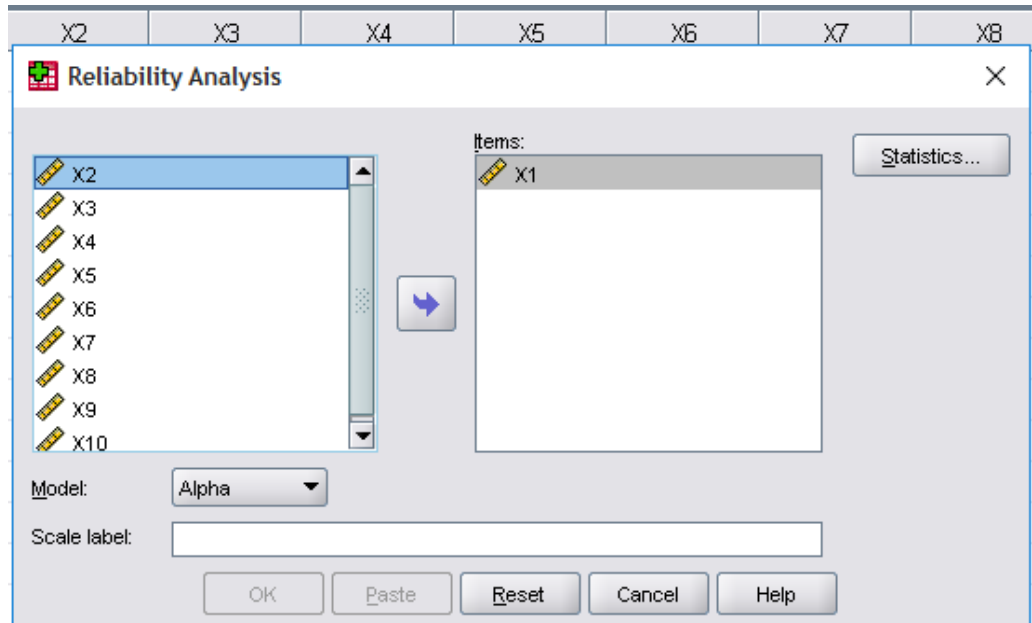 X2 X3 X4 X5 X6 X7 X8
Reliability Analysis
Items:
Statistics...
X2
X3
X4
X5
X6
X7
X8
X9
X10
X1
Model: Alpha
Scale label:
OK Paste Reset Cancel Help